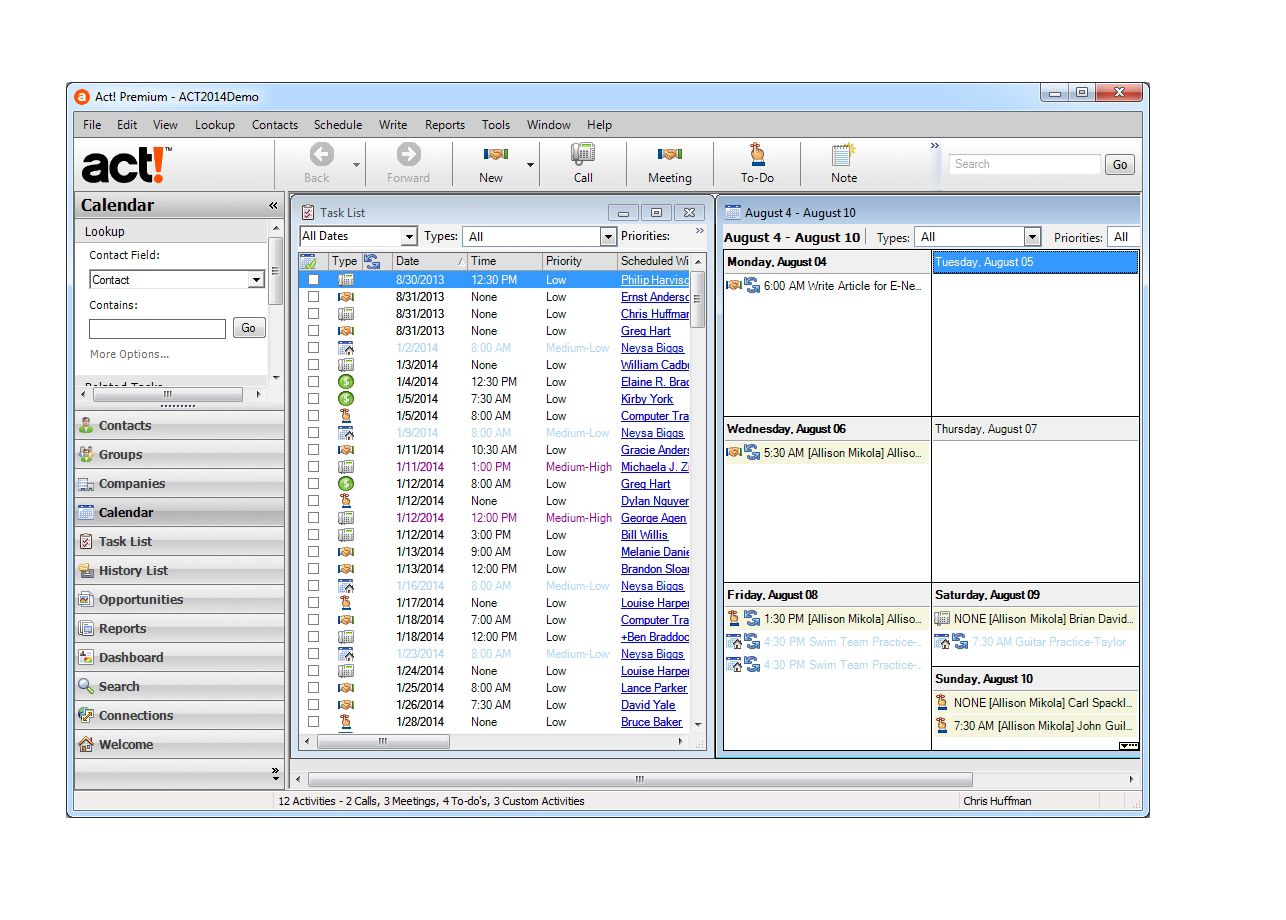 Act! Premium - ACT2014Demo
File Edit View Lookup Contacts Schedule Write Reports Tools Window Help
act!™
Back Forward New Call Meeting To-Do Note Search Go
Calendar
Lookup
Contact Field:
Contact
Contains:
Go
More Options...
Related Tasks
Contacts
Groups
Companies
Calendar
Task List
History List
Opportunities
Reports
Dashboard
Search
Connections
Welcome
Task List
All Dates Types: All Priorities:
Type Date Time Priority Scheduled Wi
8/30/2013 12:30 PM Low Philip Harviso
8/31/2013 None Low Ernst Anderso
8/31/2013 None Low Chris Huffmar
8/31/2013 None Low Greg Hart
1/2/2014 8:00 AM Medium-Low Neysa Biggs
1/3/2014 None Low William Cadbu
1/4/2014 12:30 PM Low Elaine R. Brac
1/5/2014 7:30 AM Low Kirby York
1/5/2014 8:00 AM Low Computer Tra
1/9/2014 8:00 AM Medium-Low Neysa Biggs
1/11/2014 10:30 AM Low Gracie Anders
1/11/2014 1:00 PM Medium-High Michaela J. Z
1/12/2014 8:00 AM Low Greg Hart
1/12/2014 None Low Dylan Nguyer
1/12/2014 12:00 PM Medium-High George Agen
1/12/2014 3:00 PM Low Bill Willis
1/13/2014 9:00 AM Low Melanie Danie
1/13/2014 12:00 PM Low Brandon Sloar
1/16/2014 8:00 AM Medium-Low Neysa Biggs
1/17/2014 None Low Louise Harper
1/18/2014 7:00 AM Low Computer Tra
1/18/2014 12:00 PM Low +Ben Braddoc
1/23/2014 8:00 AM Medium-Low Neysa Biggs
1/24/2014 None Low Louise Harper
1/25/2014 8:00 AM Low Lance Parker
1/26/2014 7:30 AM Low David Yale
1/28/2014 None Low Bruce Baker
August 4 - August 10
August 4 - August 10 Types: All Priorities: All
Monday, August 04
6:00 AM Write Article for E-Ne...
Tuesday, August 05
Wednesday, August 06
5:30 AM [Allison Mikola] Alliso...
Thursday, August 07
Friday, August 08
1:30 PM [Allison Mikola] Alliso...
4:30 PM Swim Team Practice-...
4:30 PM Swim Team Practice-...
Saturday, August 09
NONE [Allison Mikola] Brian David...
7:30 AM Guitar Practice-Taylor
Sunday, August 10
NONE [Allison Mikola] Carl Spackl...
7:30 AM [Allison Mikola] John Guil...
12 Activities - 2 Calls, 3 Meetings, 4 To-do's, 3 Custom Activities
Chris Huffman